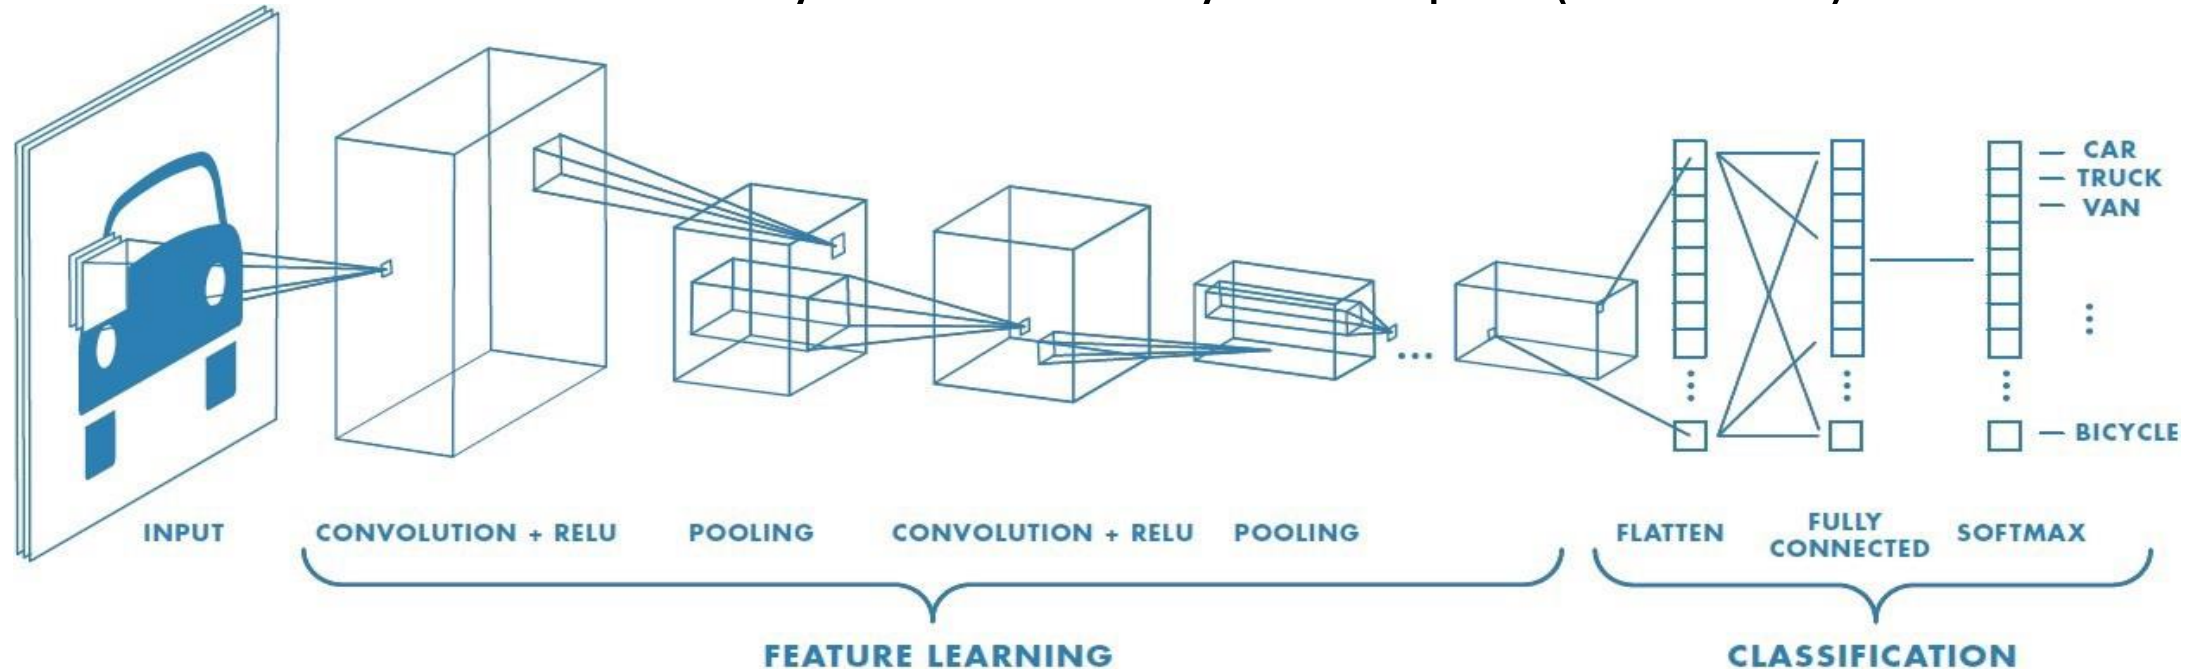 CAR
TRUCK
VAN
BICYCLE
INPUT
CONVOLUTION + RELU
POOLING
CONVOLUTION + RELU
POOLING
FLATTEN
FULLY
CONNECTED
SOFTMAX
FEATURE LEARNING
CLASSIFICATION